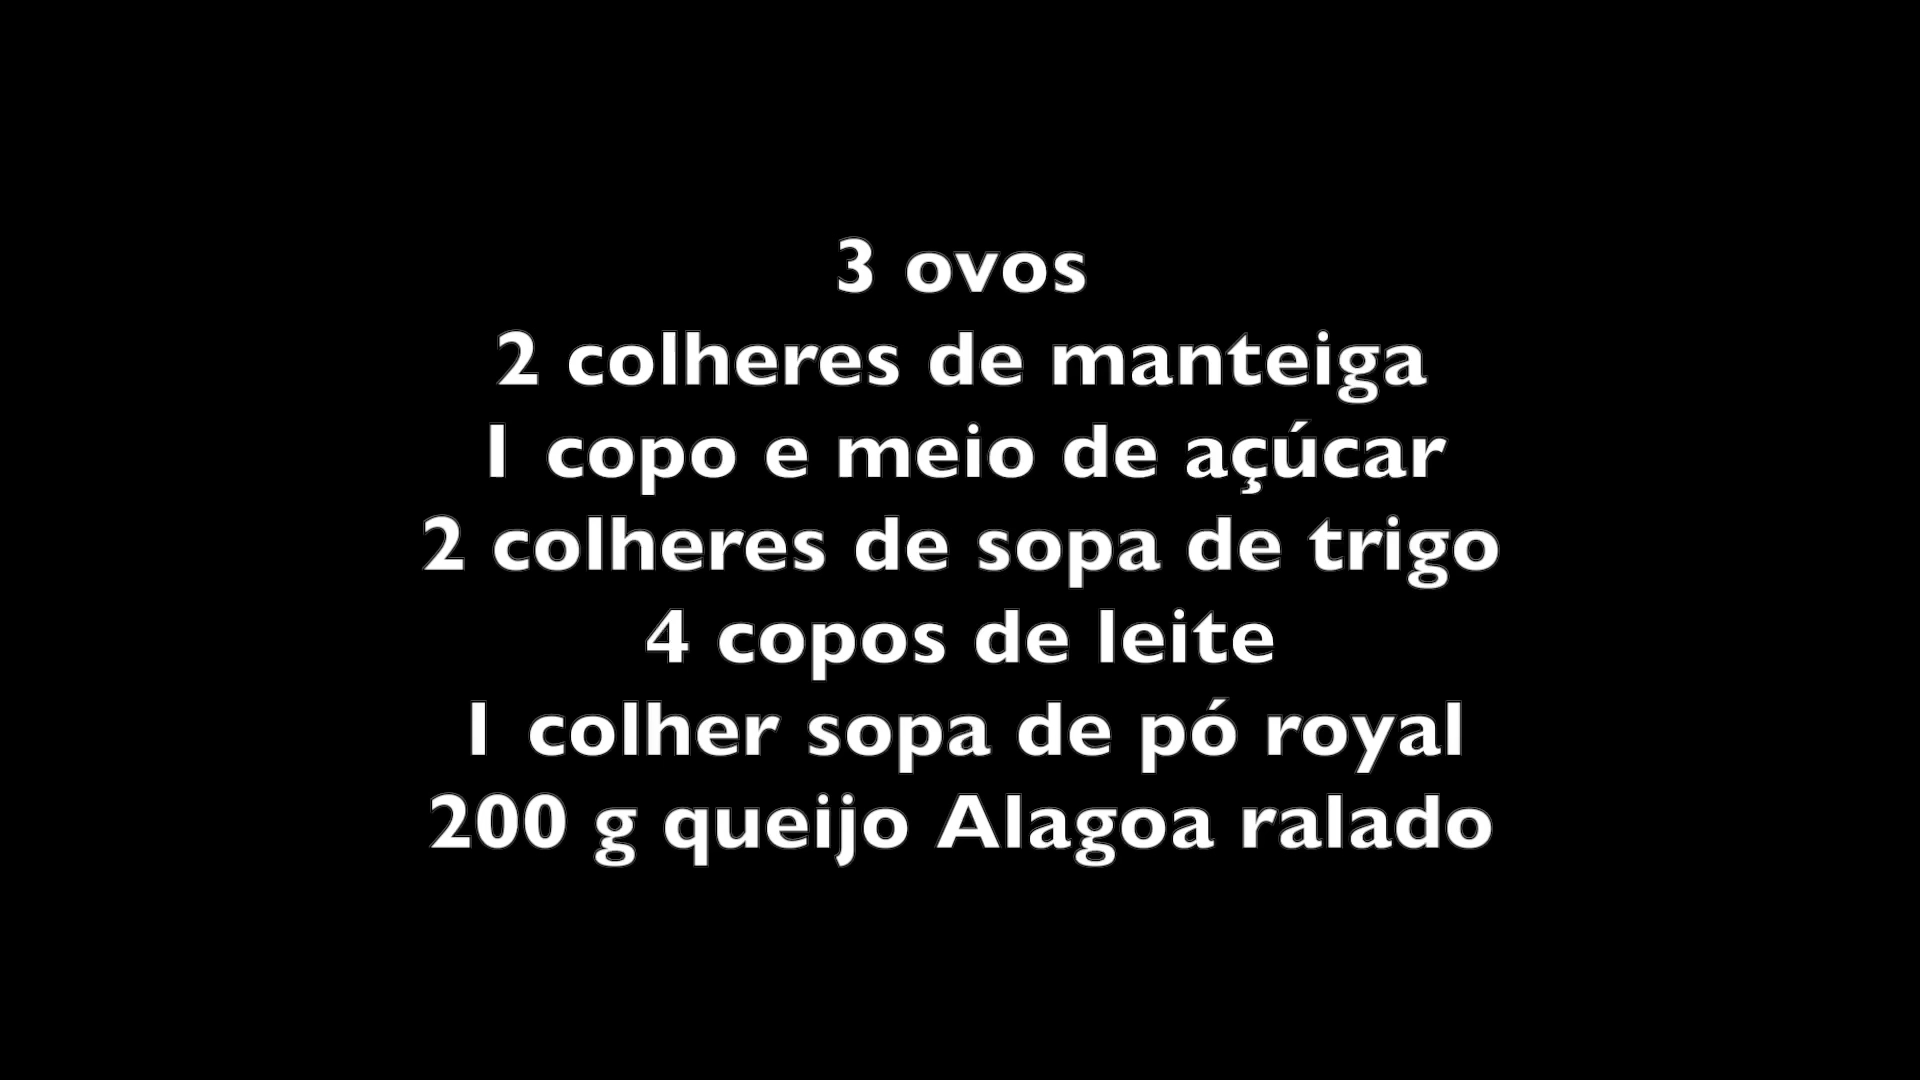 3 ovos
2 colheres de manteiga
1 copo e meio de açúcar
2 colheres de sopa de trigo
4 copos de leite
1 colher sopa de pó royal
200 g queijo Alagoa ralado